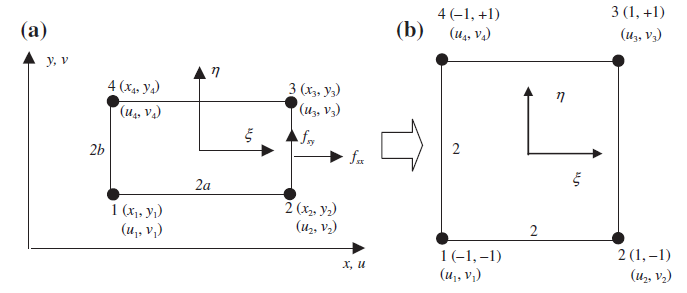 (a)
y, v
4 (x₄, y₄)
(u₄, v₄)
η
3 (x₃, y₃)
(u₃, v₃)
ξ
f_sy
f_sx
2b
2a
1 (x₁, y₁)
(u₁, v₁)
2 (x₂, y₂)
(u₂, v₂)
x, u
(b)
4 (–1, +1)
(u₄, v₄)
3 (1, +1)
(u₃, v₃)
η
ξ
2
2
1 (–1, –1)
(u₁, v₁)
2 (1, –1)
(u₂, v₂)